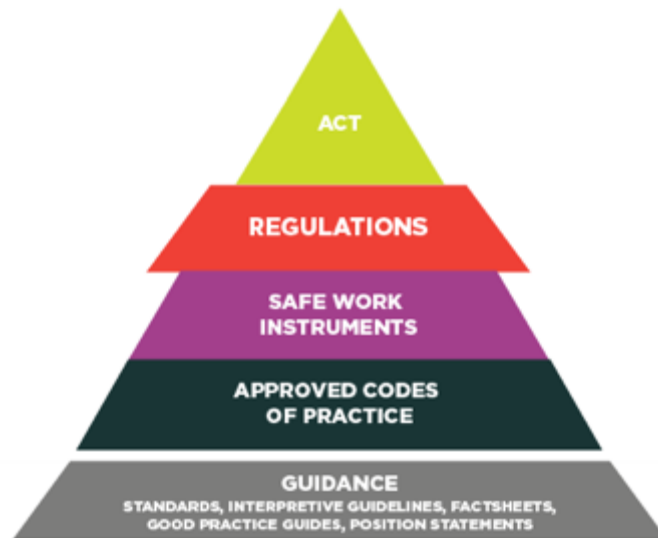 ACT
REGULATIONS
SAFE WORK
INSTRUMENTS
APPROVED CODES
OF PRACTICE
GUIDANCE
STANDARDS, INTERPRETIVE GUIDELINES, FACTSHEETS,
GOOD PRACTICE GUIDES, POSITION STATEMENTS